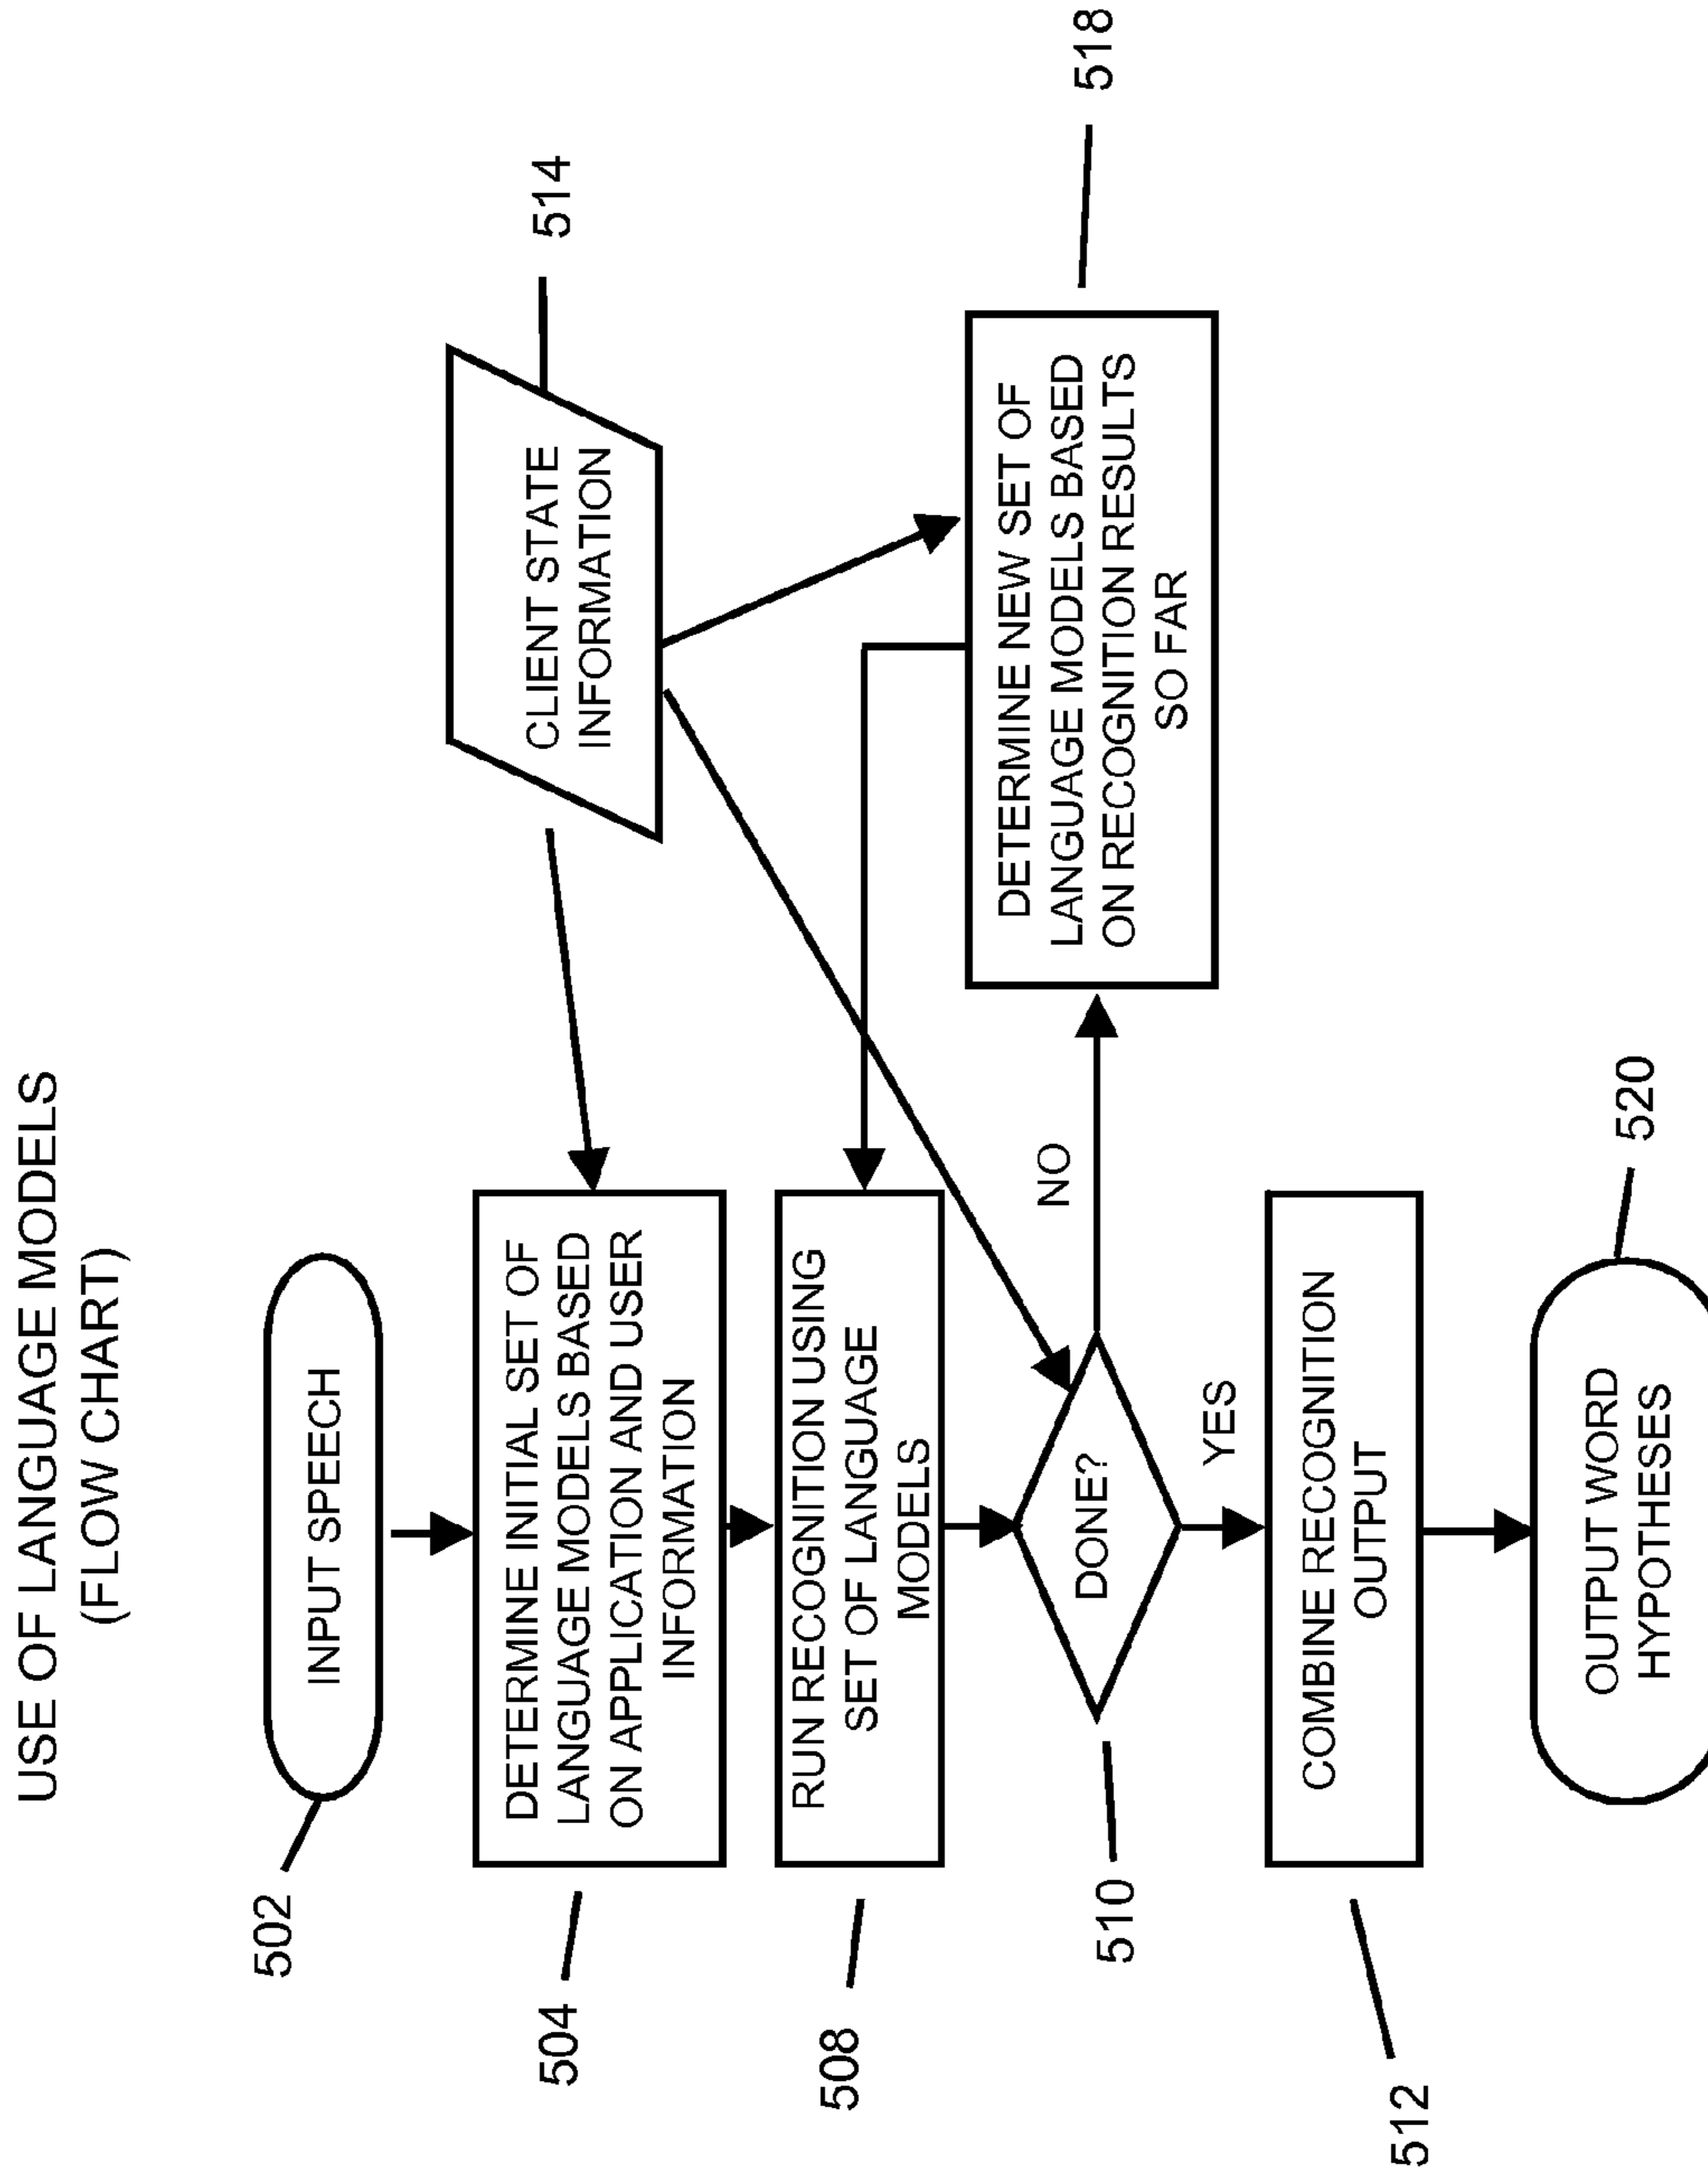 USE OF LANGUAGE MODELS
(FLOW CHART)
502
INPUT SPEECH
504
DETERMINE INITIAL SET OF
LANGUAGE MODELS BASED
ON APPLICATION AND USER
INFORMATION
CLIENT STATE
INFORMATION
514
508
RUN RECOGNITION USING
SET OF LANGUAGE
MODELS
510
DONE?
NO
DETERMINE NEW SET OF
LANGUAGE MODELS BASED
ON RECOGNITION RESULTS
SO FAR
518
YES
512
COMBINE RECOGNITION
OUTPUT
OUTPUT WORD
HYPOTHESES
520